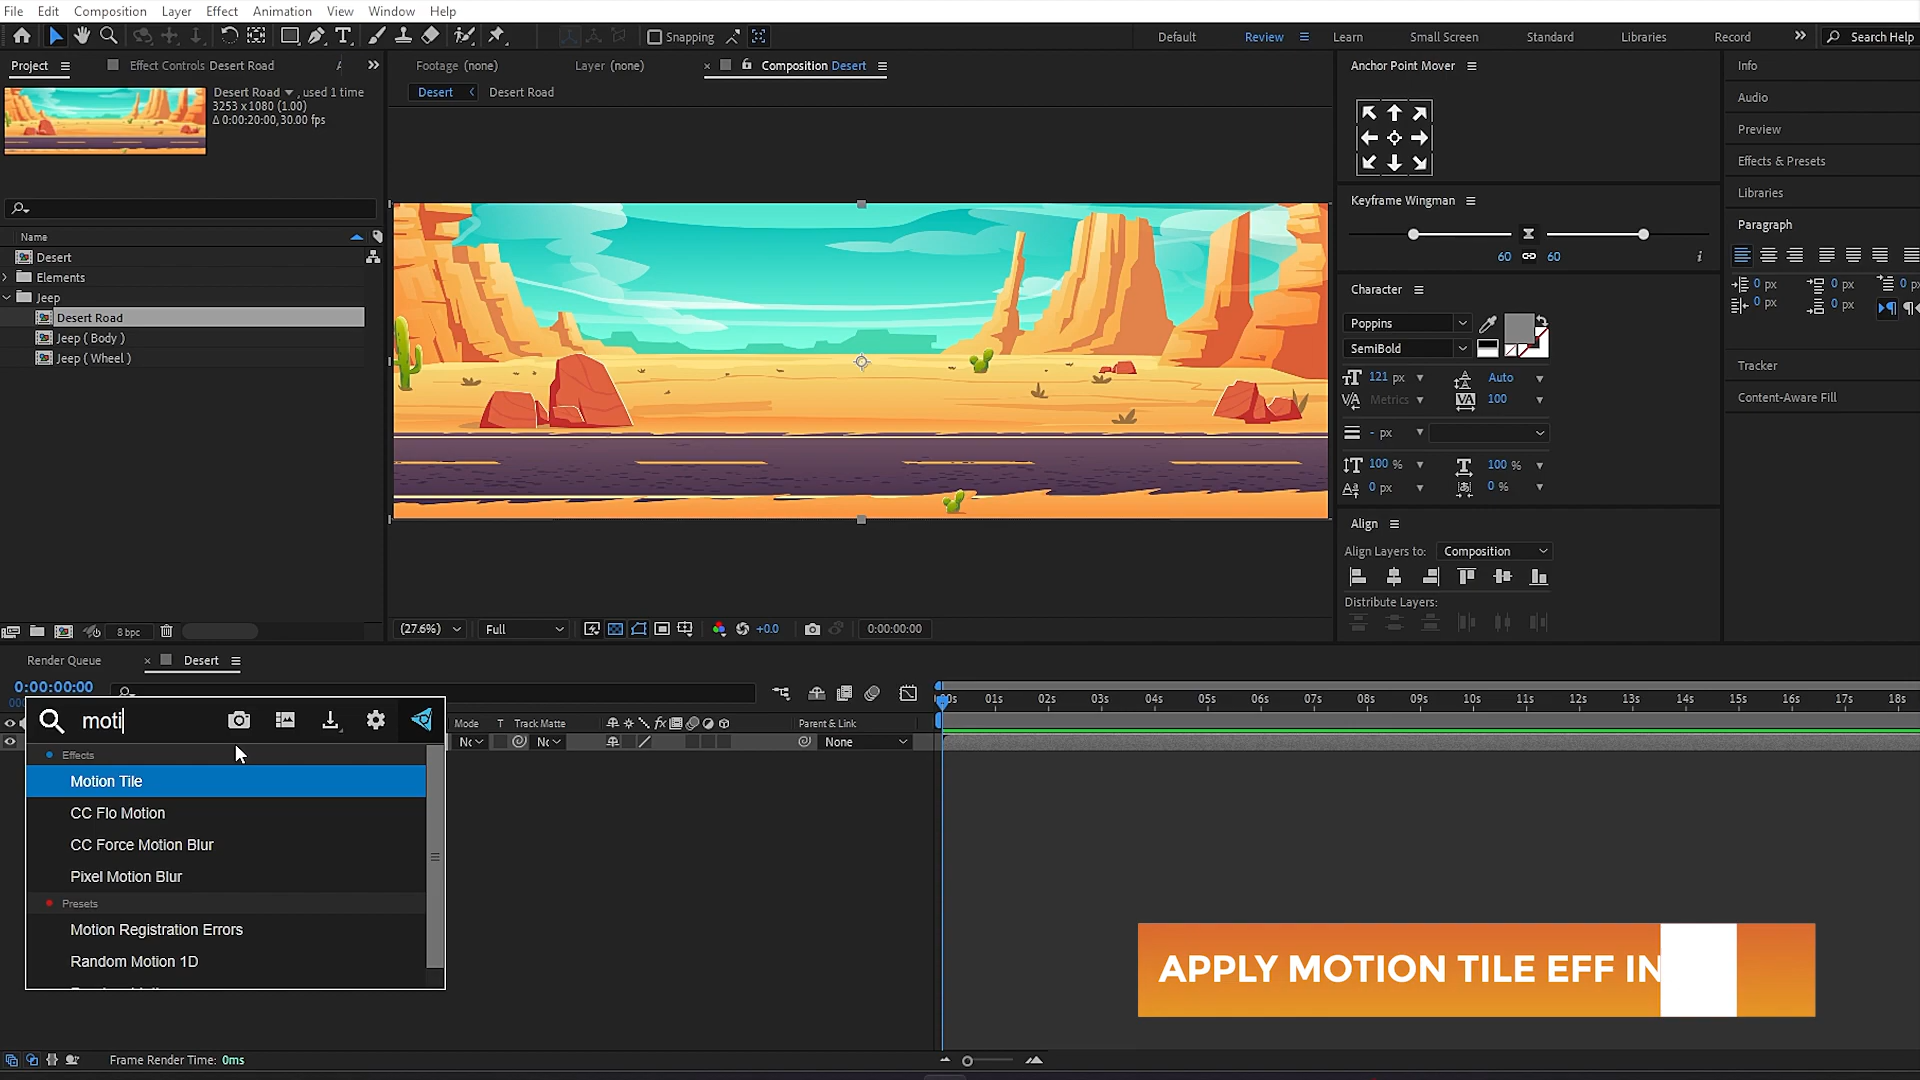 File Edit Composition Layer Effect Animation View Window Help
Snapping
Default Review Learn Small Screen Standard Libraries Record Search Help
Project Effect Controls Desert Road
Footage (none) Layer (none) Composition Desert
Desert Desert Road
Desert Road , used 1 time
3253 x 1080 (1.00)
Δ 0:00:20:00, 30.00 fps
Name
Desert
Elements
Jeep
Desert Road
Jeep ( Body )
Jeep ( Wheel )
8 bpc
(27.6%) Full +0.0 0:00:00:00
Anchor Point Mover
Keyframe Wingman
60 60
Character
Poppins
SemiBold
121 px Auto
Metrics 100
- px
100 % 100 %
0 px 0 %
Align
Align Layers to: Composition
Distribute Layers:
Info
Audio
Preview
Effects & Presets
Libraries
Paragraph
0 px 0 px 0 px
0 px 0 px
Tracker
Content-Aware Fill
Render Queue Desert
0:00:00:00
Mode T Track Matte fx Parent & Link
None
01s 02s 03s 04s 05s 06s 07s 08s 09s 10s 11s 12s 13s 14s 15s 16s 17s 18s
moti
Effects
Motion Tile
CC Flo Motion
CC Force Motion Blur
Pixel Motion Blur
Presets
Motion Registration Errors
Random Motion 1D
APPLY MOTION TILE EFF IN
Frame Render Time: 0ms